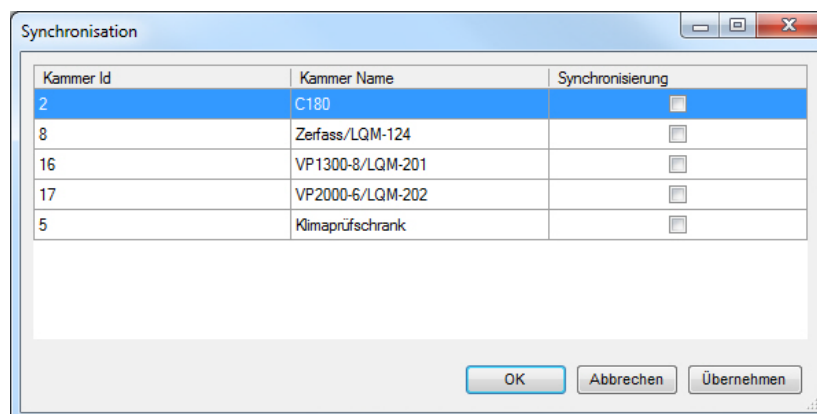 Synchronisation
Kammer Id Kammer Name Synchronisierung
2 C180
8 Zerfass/LQM-124
16 VP1300-8/LQM-201
17 VP2000-6/LQM-202
5 Klimaprüfschrank
OK Abbrechen Übernehmen